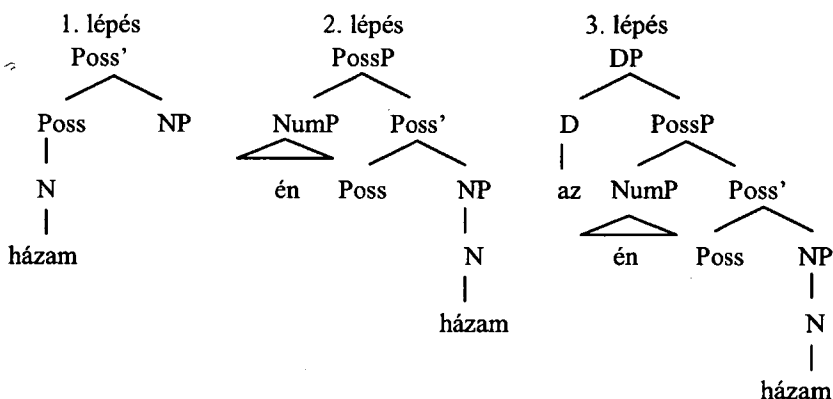 1. lépés 2. lépés 3. lépés
Poss' PossP DP
Poss NP NumP Poss' D PossP
N én Poss NP az NumP Poss'
házam N én Poss NP
házam N
házam